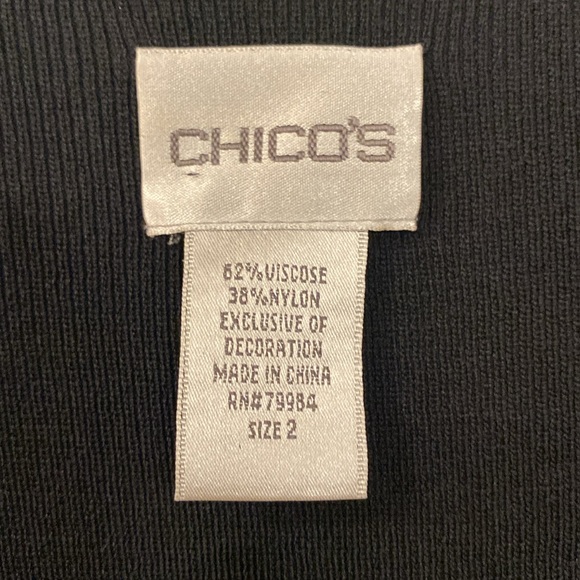 CHICO'S
62% VISCOSE
38% NYLON
EXCLUSIVE OF
DECORATION
MADE IN CHINA
RN# 79984
SIZE 2